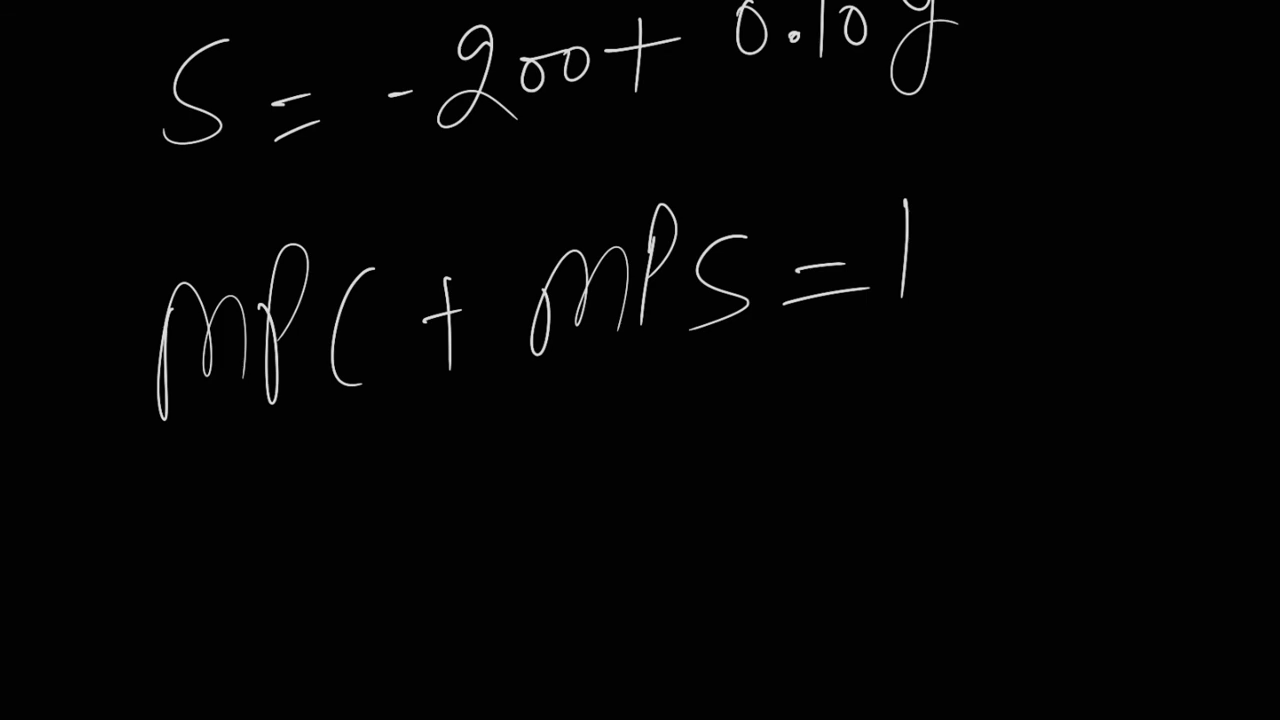 S = -200 + 0.10y
MPC + MPS = 1